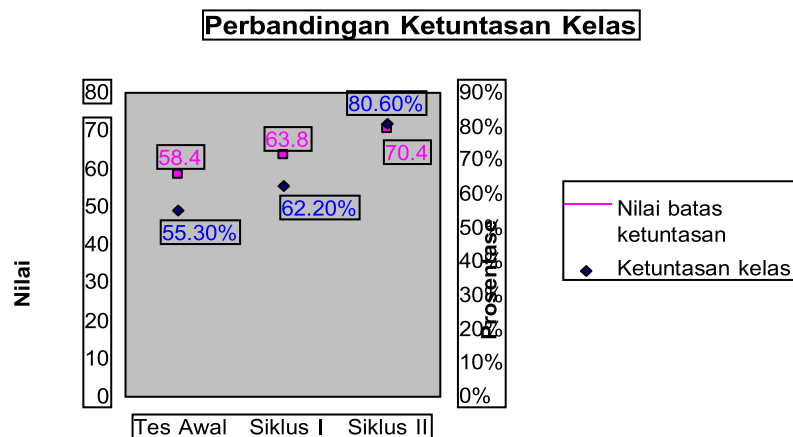 Perbandingan Ketuntasan Kelas
Nilai
80
70
60
50
40
30
20
10
0
58.4
63.8
70.4
55.30%
62.20%
80.60%
90%
80%
70%
60%
50%
40%
30%
20%
10%
0%
Prosentase
Tes Awal
Siklus I
Siklus II
Nilai batas
ketuntasan
Ketuntasan kelas